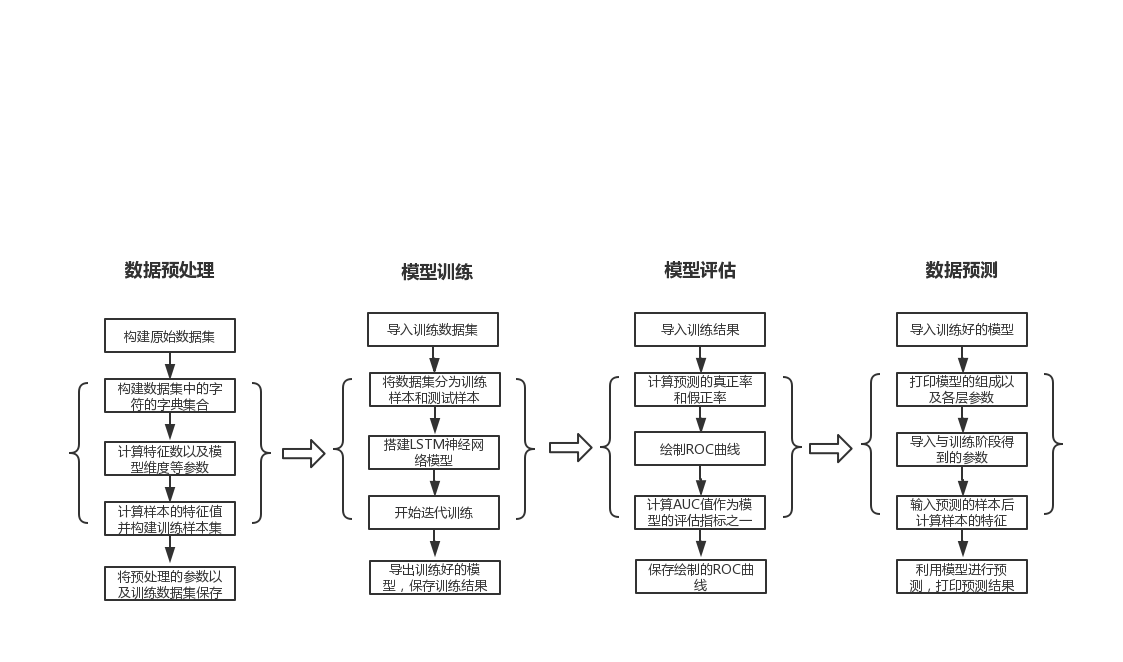 数据预处理
构建原始数据集
构建数据集中的字
符的字典集合
计算特征数以及模
型维度等参数
计算样本的特征值
并构建训练样本集
将预处理的参数以
及训练数据集保存
模型训练
导入训练数据集
将数据集分为训练
样本和测试样本
搭建LSTM神经网
络模型
开始迭代训练
导出训练好的模
型，保存训练结果
模型评估
导入训练结果
计算预测的真正率
和假正率
绘制ROC曲线
计算AUC值作为模
型的评估指标之一
保存绘制的ROC曲
线
数据预测
导入训练好的模型
打印模型的组成以
及各层参数
导入与训练阶段得
到的参数
输入预测的样本后
计算样本的特征
利用模型进行预
测，打印预测结果